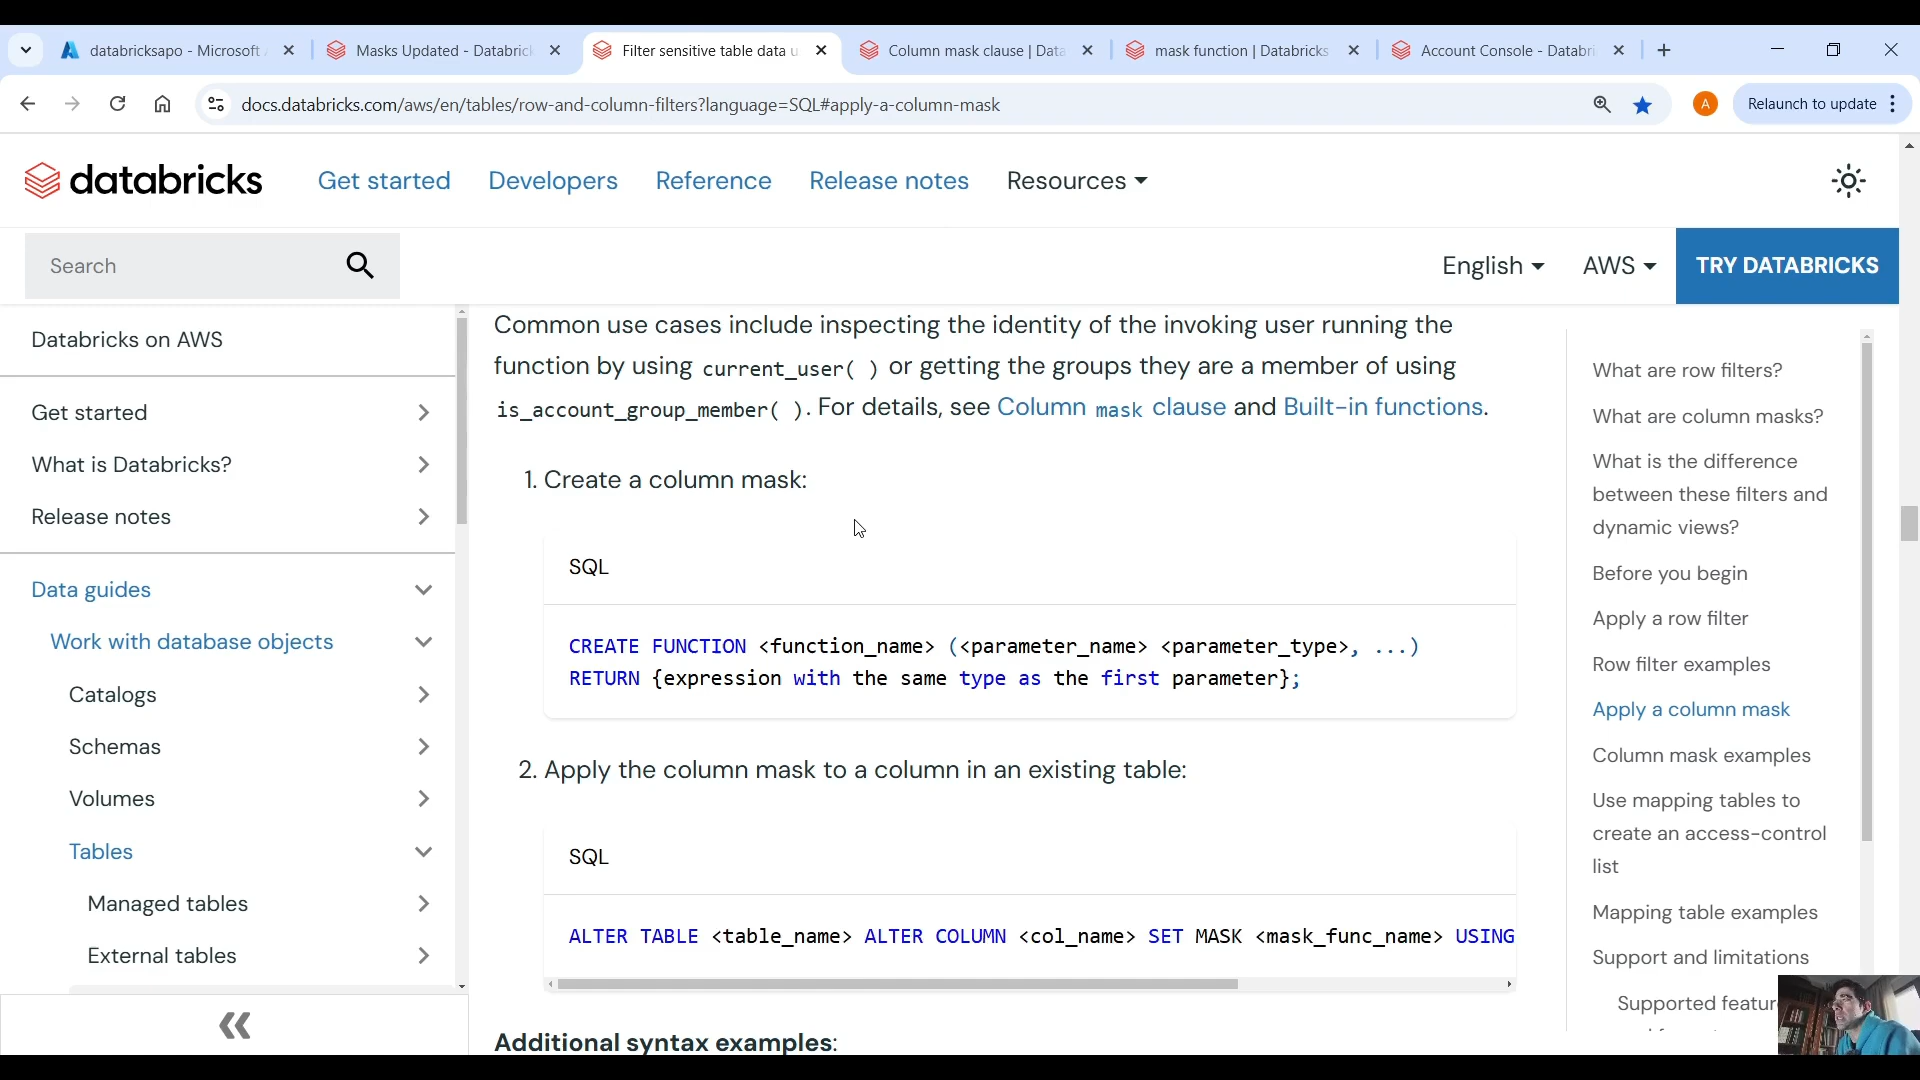 databricksapo - Microsoft
Masks Updated - Databric
Filter sensitive table data u
Column mask clause | Data
mask function | Databricks
Account Console - Databri
docs.databricks.com/aws/en/tables/row-and-column-filters?language=SQL#apply-a-column-mask
A
Relaunch to update
databricks
Get started
Developers
Reference
Release notes
Resources
Search
English
AWS
TRY DATABRICKS
Databricks on AWS
Get started
What is Databricks?
Release notes
Data guides
Work with database objects
Catalogs
Schemas
Volumes
Tables
Managed tables
External tables
Common use cases include inspecting the identity of the invoking user running the
function by using current_user( ) or getting the groups they are a member of using
is_account_group_member( ). For details, see Column mask clause and Built-in functions.
1. Create a column mask:
SQL
CREATE FUNCTION <function_name> (<parameter_name> <parameter_type>, ...)
RETURN {expression with the same type as the first parameter};
2. Apply the column mask to a column in an existing table:
SQL
ALTER TABLE <table_name> ALTER COLUMN <col_name> SET MASK <mask_func_name> USING
Additional syntax examples:
What are row filters?
What are column masks?
What is the difference
between these filters and
dynamic views?
Before you begin
Apply a row filter
Row filter examples
Apply a column mask
Column mask examples
Use mapping tables to
create an access-control
list
Mapping table examples
Support and limitations
Supported featur